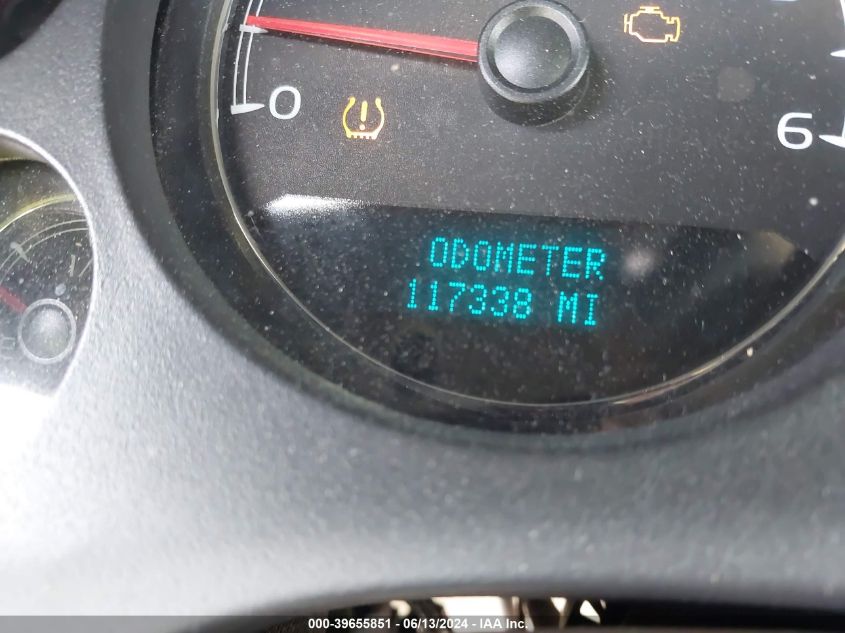 0
6
ODOMETER
117338 MI
000-39655851 - 06/13/2024 - IAA Inc.